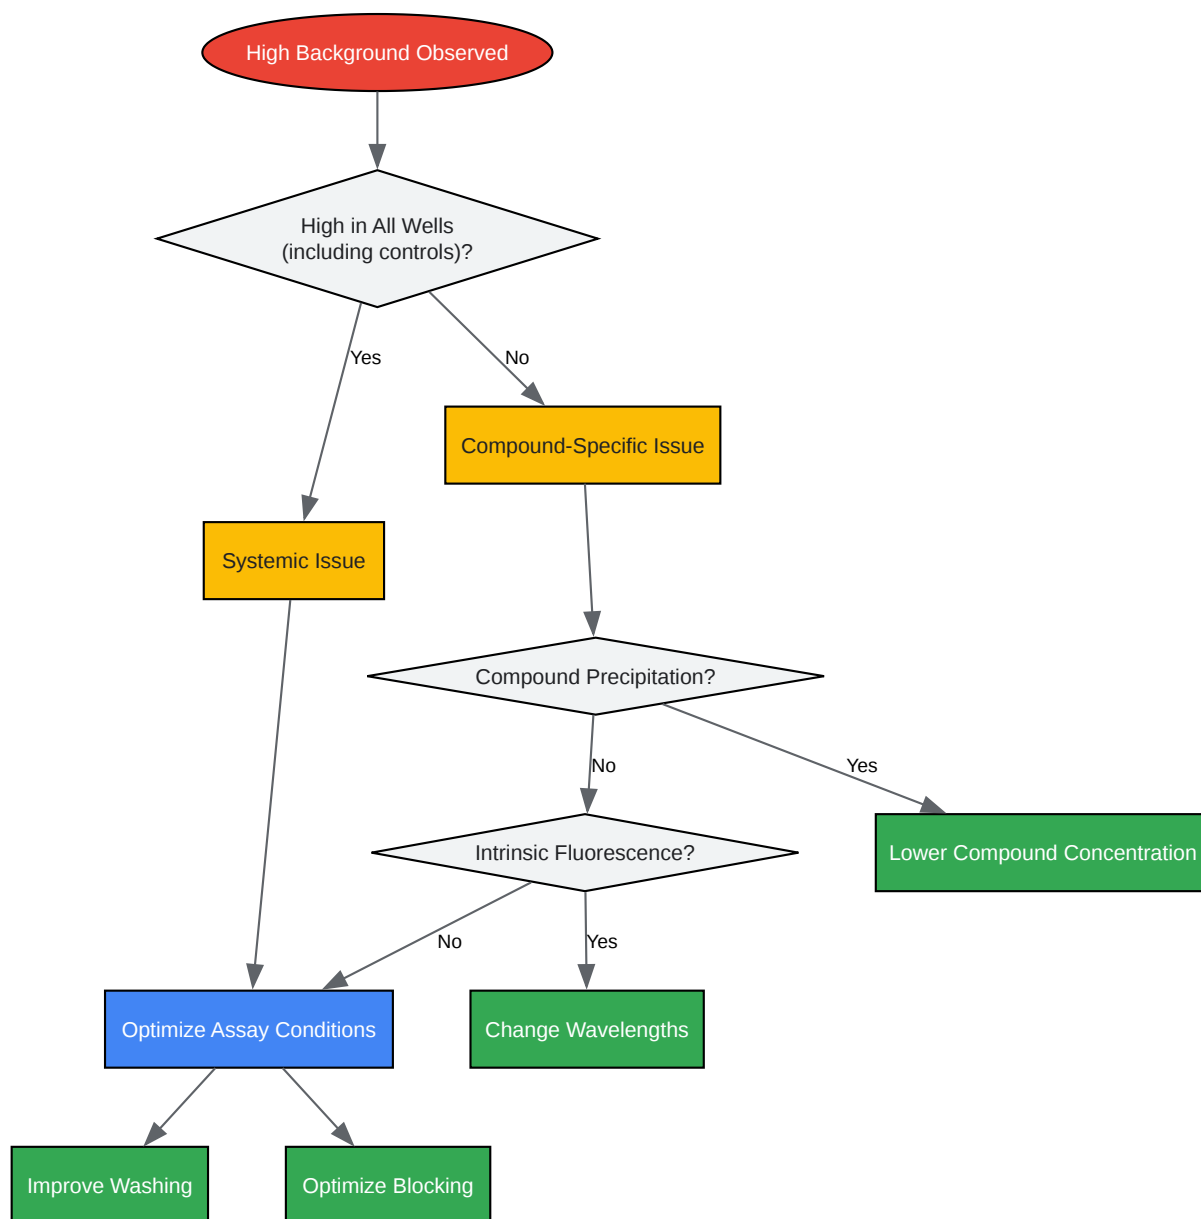 High Background Observed
High in All Wells
(including controls)?
Yes
No
Compound-Specific Issue
Systemic Issue
Compound Precipitation?
No
Yes
Intrinsic Fluorescence?
Lower Compound Concentration
No
Yes
Optimize Assay Conditions
Change Wavelengths
Improve Washing
Optimize Blocking